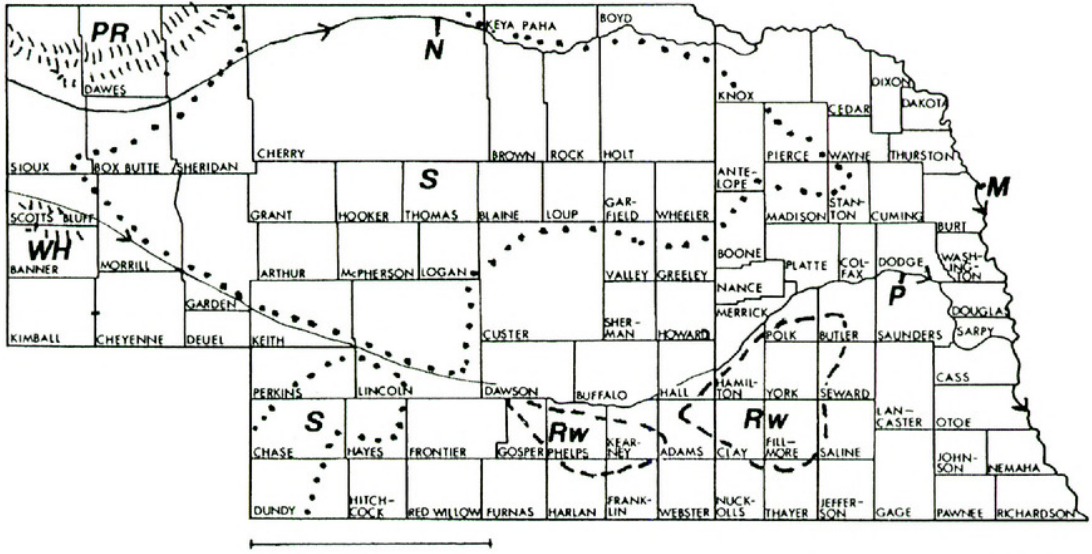 PR
KEYA PAHA
BOYD
N
DAWES
KNOX
DIXON
CEDAR
DAKOTA
SIOUX
BOX BUTTE
SHERIDAN
CHERRY
BROWN
ROCK
HOLT
PIERCE
WAYNE
THURSTON
ANTE-
LOPE
S
M
SCOTTS BLUFF
GRANT
HOOKER
THOMAS
BLAINE
LOUP
GAR-
FIELD
WHEELER
MADISON
STAN-
TON
CUMING
BURT
WH
BANNER
MORRILL
ARTHUR
McPHERSON
LOGAN
VALLEY
GREELEY
BOONE
PLATTE
COL-
FAX
DODGE
WASH-
INGTON
NANCE
P
GARDEN
MERRICK
DOUGLAS
KIMBALL
CHEYENNE
DEUEL
KEITH
CUSTER
SHER-
MAN
HOWARD
POLK
BUTLER
SAUNDERS
SARPY
PERKINS
LINCOLN
DAWSON
BUFFALO
HALL
HAMIL-
TON
YORK
SEWARD
CASS
S
Rw
Rw
LAN-
CASTER
OTOE
CHASE
HAYES
FRONTIER
GOSPER
PHELPS
KEAR-
NEY
ADAMS
CLAY
FILL-
MORE
SALINE
JOHN-
SON
NEMAHA
DUNDY
HITCH-
COCK
RED WILLOW
FURNAS
HARLAN
FRANK-
LIN
WEBSTER
NUCK-
OLLS
THAYER
JEFFER-
SON
GAGE
PAWNEE
RICHARDSON